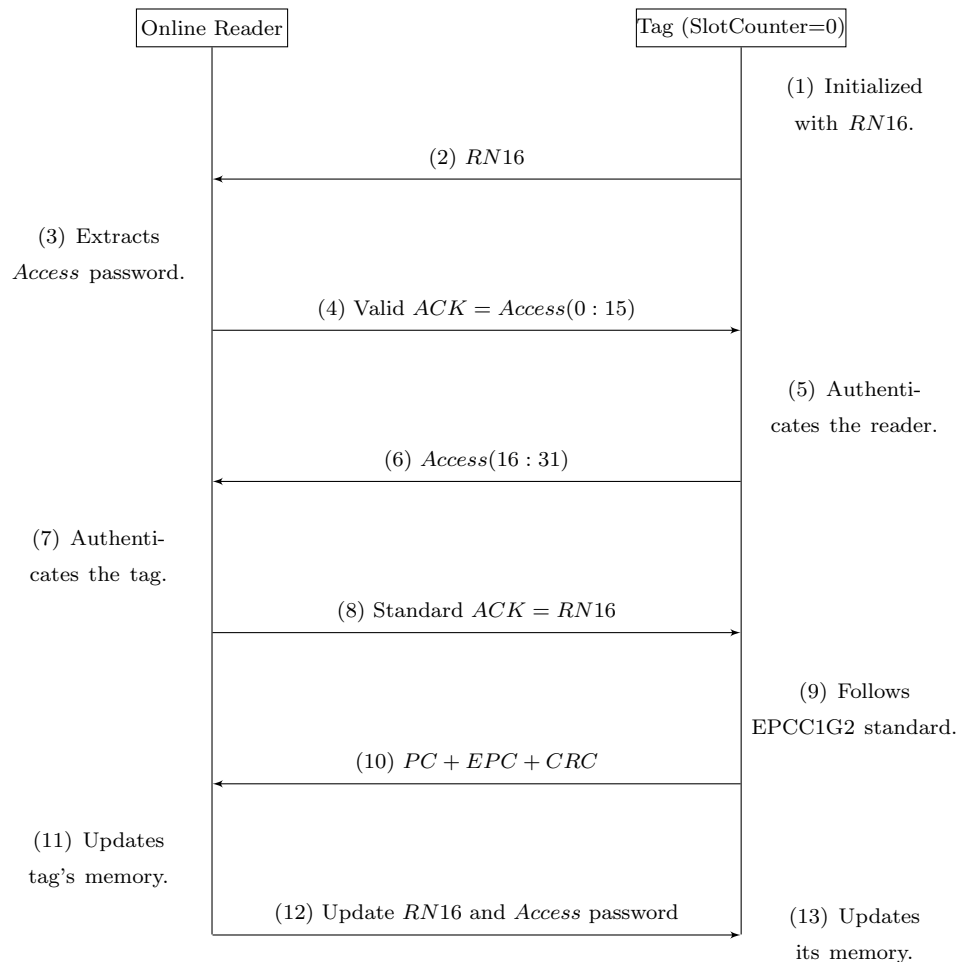 Online Reader
Tag (SlotCounter=0)
(1) Initialized
with RN16.
(2) RN16
(3) Extracts
Access password.
(4) Valid ACK = Access(0 : 15)
(5) Authenti-
cates the reader.
(6) Access(16 : 31)
(7) Authenti-
cates the tag.
(8) Standard ACK = RN16
(9) Follows
EPCC1G2 standard.
(10) PC + EPC + CRC
(11) Updates
tag's memory.
(12) Update RN16 and Access password
(13) Updates
its memory.